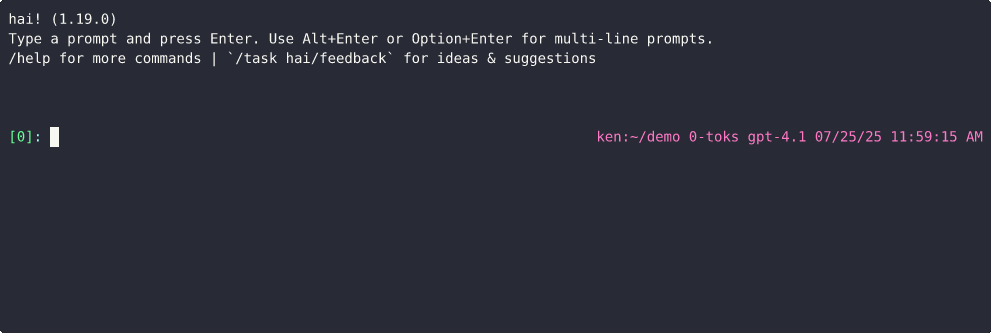 hai! (1.19.0)
Type a prompt and press Enter. Use Alt+Enter or Option+Enter for multi-line prompts.
/help for more commands | `/task hai/feedback` for ideas & suggestions
[0]: ken:~/demo 0-toks gpt-4.1 07/25/25 11:59:15 AM